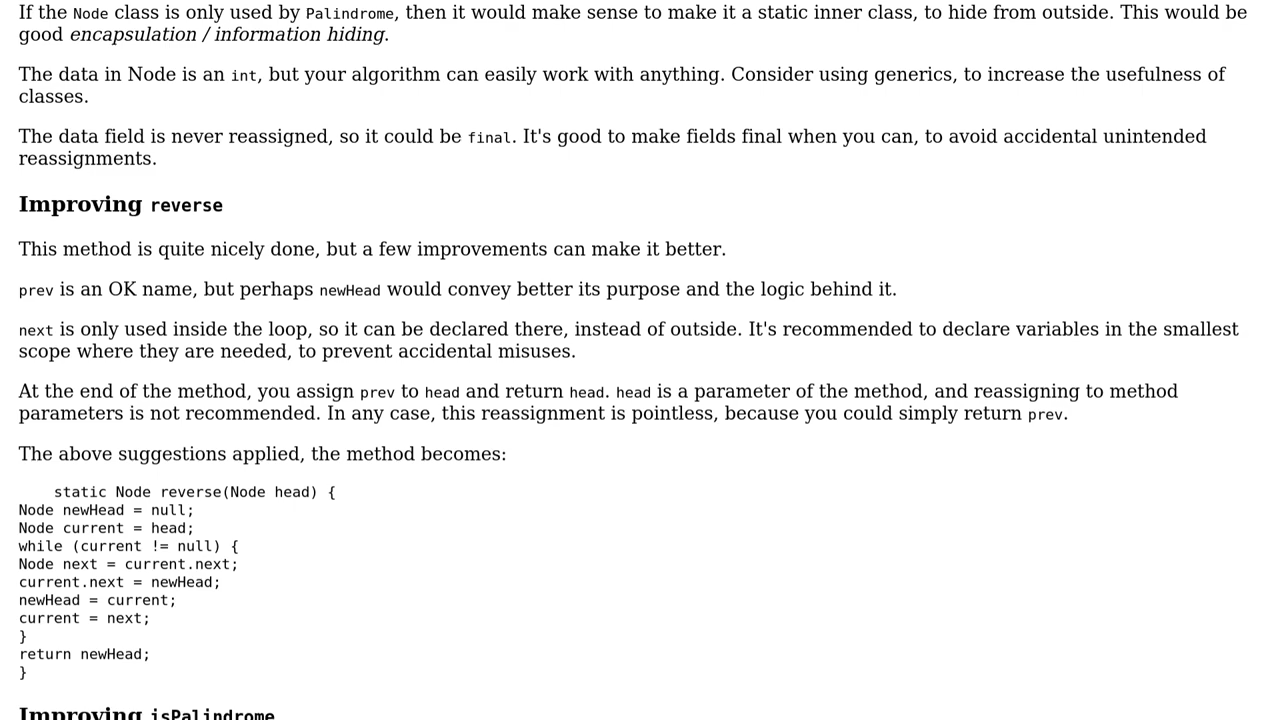 If the Node class is only used by Palindrome, then it would make sense to make it a static inner class, to hide from outside. This would be
good encapsulation / information hiding.
The data in Node is an int, but your algorithm can easily work with anything. Consider using generics, to increase the usefulness of
classes.
The data field is never reassigned, so it could be final. It's good to make fields final when you can, to avoid accidental unintended
reassignments.
Improving reverse
This method is quite nicely done, but a few improvements can make it better.
prev is an OK name, but perhaps newHead would convey better its purpose and the logic behind it.
next is only used inside the loop, so it can be declared there, instead of outside. It's recommended to declare variables in the smallest
scope where they are needed, to prevent accidental misuses.
At the end of the method, you assign prev to head and return head. head is a parameter of the method, and reassigning to method
parameters is not recommended. In any case, this reassignment is pointless, because you could simply return prev.
The above suggestions applied, the method becomes:
static Node reverse(Node head) {
Node newHead = null;
Node current = head;
while (current != null) {
Node next = current.next;
current.next = newHead;
newHead = current;
current = next;
}
return newHead;
}
Improving isPalindrome